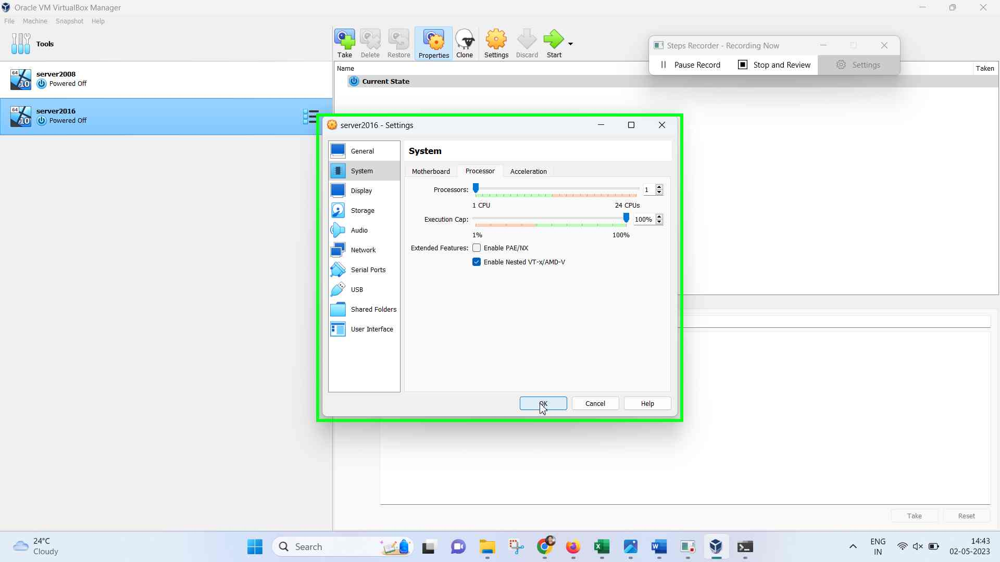 Oracle VM VirtualBox Manager
File Machine Snapshot Help
Tools
Take Delete Restore Properties Clone Settings Discard Start
Steps Recorder - Recording Now
Pause Record Stop and Review Settings
Name Taken
Current State
64 10 server2008
Powered Off
64 10 server2016
Powered Off
server2016 - Settings
General
System
Display
Storage
Audio
Network
Serial Ports
USB
Shared Folders
User Interface
System
Motherboard Processor Acceleration
Processors: 1
1 CPU 24 CPUs
Execution Cap: 100%
1% 100%
Extended Features: Enable PAE/NX
Enable Nested VT-x/AMD-V
OK Cancel Help
Take Reset
24°C
Cloudy
Search
ENG
IN
14:43
02-05-2023